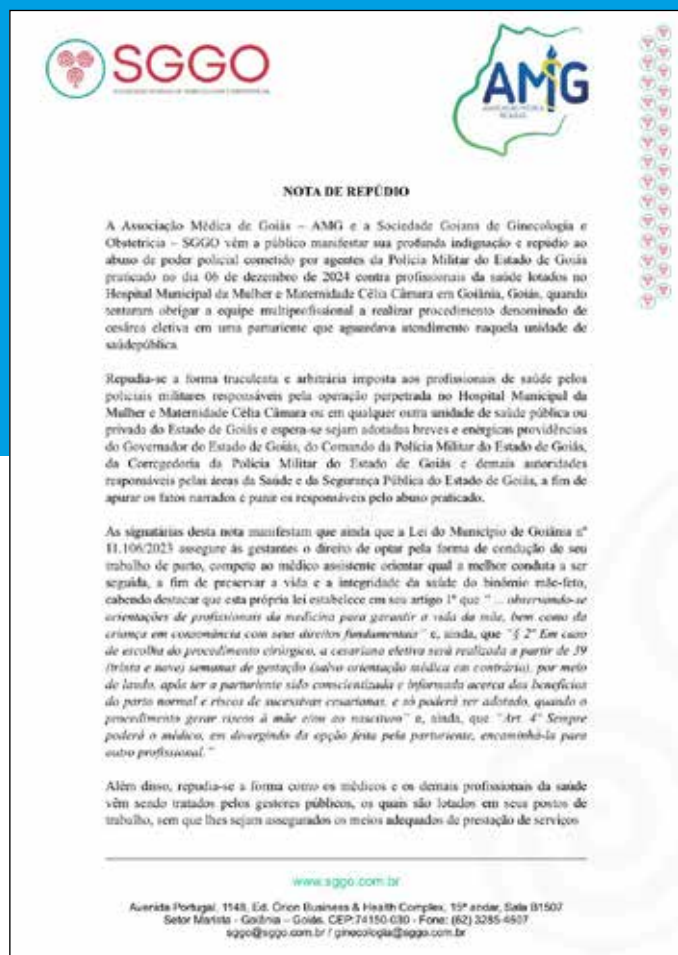 SGGO
AMG
NOTA DE REPÚDIO
A Associação Médica de Goiás – AMG e a Sociedade Goiana de Ginecologia e
Obstetrícia – SGGO vêm a público manifestar sua profunda indignação e repúdio ao
abuso de poder policial cometido por agentes da Polícia Militar do Estado de Goiás
praticado no dia 06 de dezembro de 2024 contra profissionais da saúde lotados no
Hospital Municipal da Mulher e Maternidade Célia Câmara em Goiânia, Goiás, quando
tentaram obrigar a equipe multiprofissional a realizar procedimento denominado de
cesárea eletiva em uma parturiente que aguardava atendimento naquela unidade de
saúdepública.
Repudia-se a forma truculenta e arbitrária imposta aos profissionais de saúde pelos
policiais militares responsáveis pela operação perpetrada no Hospital Municipal da
Mulher e Maternidade Célia Câmara ou em qualquer outra unidade de saúde pública ou
privada do Estado de Goiás e espera-se sejam adotadas breves e enérgicas providências
do Governador do Estado de Goiás, do Comando da Polícia Militar do Estado de Goiás,
da Corregedoria da Polícia Militar do Estado de Goiás e demais autoridades
responsáveis pelas áreas da Saúde e da Segurança Pública do Estado de Goiás, a fim de
apurar os fatos narrados e punir os responsáveis pelo abuso praticado.
As signatárias desta nota manifestam que ainda que a Lei do Município de Goiânia nº
11.106/2023 assegure às gestantes o direito de optar pela forma de condução de seu
trabalho de parto, compete ao médico assistente orientar qual a melhor conduta a ser
seguida, a fim de preservar a vida e a integridade da saúde do binômio mãe-feto,
cabendo destacar que esta própria lei estabelece em seu artigo 1º que "... observando-se
orientações de profissionais da medicina para garantir a vida da mãe, bem como da
criança em consonância com seus direitos fundamentais" e, ainda, que "§ 2º Em caso
de escolha do procedimento cirúrgico, a cesariana eletiva será realizada a partir de 39
(trinta e nove) semanas de gestação (salvo orientação médica em contrário), por meio
de laudo, após ter a parturiente sido conscientizada e informada acerca dos benefícios
do parto normal e riscos de sucessivas cesarianas, e só poderá ser adotado, quando o
procedimento gerar riscos à mãe e/ou ao nascituro" e, ainda, que "Art. 4º Sempre
poderá o médico, em divergindo da opção feita pela parturiente, encaminhá-la para
outro profissional."
Além disso, repudia-se a forma como os médicos e os demais profissionais da saúde
vêm sendo tratados pelos gestores públicos, os quais são lotados em seus postos de
trabalho, sem que lhes sejam assegurados os meios adequados de prestação de serviços
www.sggo.com.br
Avenida Portugal, 1148, Ed. Orion Business & Health Complex, 15º andar, Sala B1507
Setor Marista - Goiânia – Goiás, CEP:74150-030 - Fone: (62) 3285-4607
sggo@sggo.com.br / ginecologia@sggo.com.br